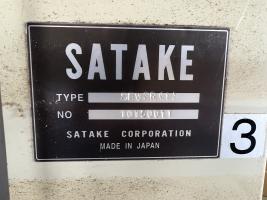 SATAKE
TYPE
NO
SATAKE CORPORATION
MADE IN JAPAN
3